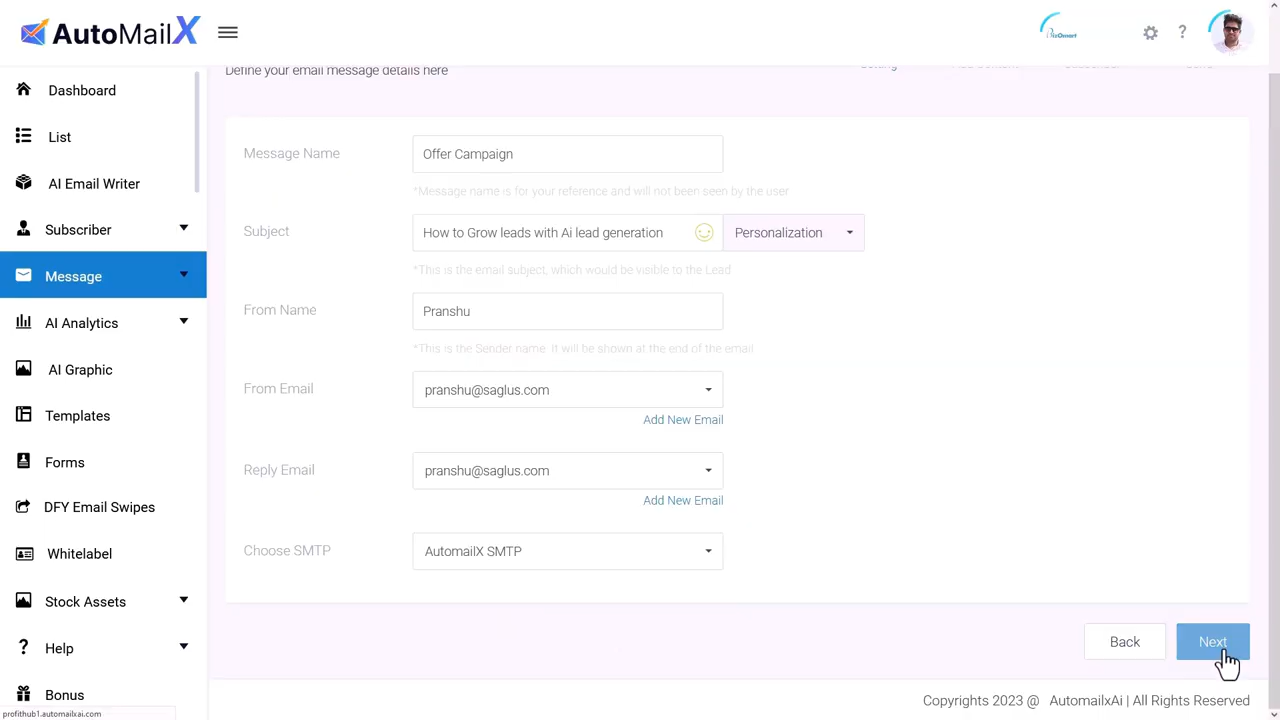 AutoMailX
BizOmart
?
Define your email message details here
Dashboard
List
AI Email Writer
Subscriber
Message
AI Analytics
AI Graphic
Templates
Forms
DFY Email Swipes
Whitelabel
Stock Assets
? Help
Bonus
Message Name
Offer Campaign
*Message name is for your reference and will not been seen by the user
Subject
How to Grow leads with Ai lead generation
Personalization
*This is the email subject, which would be visible to the Lead
From Name
Pranshu
*This is the Sender name. It will be shown at the end of the email
From Email
pranshu@saglus.com
Add New Email
Reply Email
pranshu@saglus.com
Add New Email
Choose SMTP
AutomailX SMTP
Back
Next
Copyrights 2023 @ AutomailxAi | All Rights Reserved
profithub1.automailxai.com